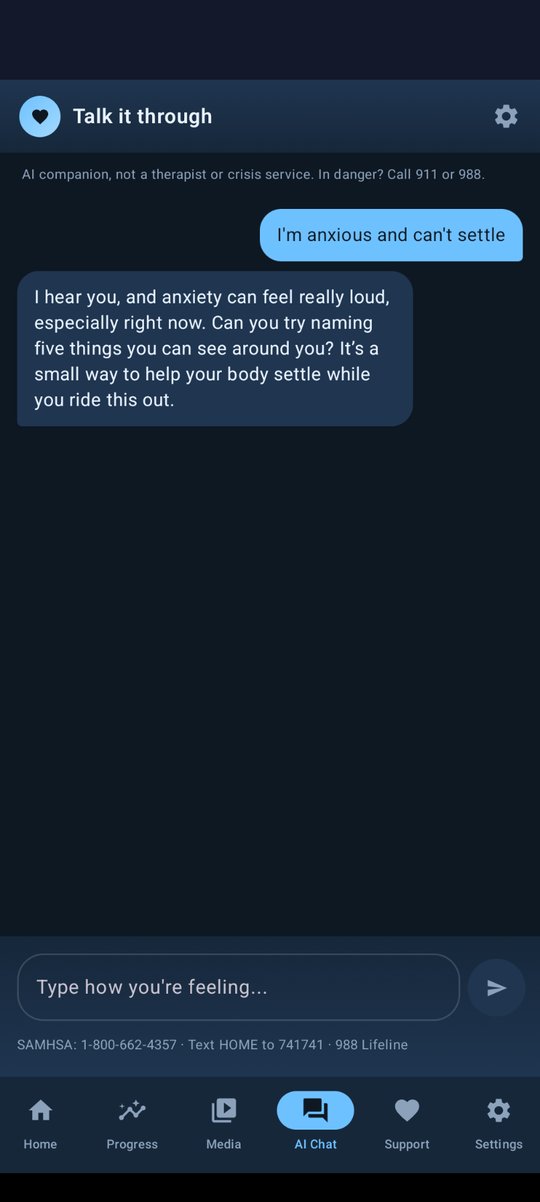 Talk it through
AI companion, not a therapist or crisis service. In danger? Call 911 or 988.
I'm anxious and can't settle
I hear you, and anxiety can feel really loud,
especially right now. Can you try naming
five things you can see around you? It’s a
small way to help your body settle while
you ride this out.
Type how you're feeling...
SAMHSA: 1-800-662-4357 · Text HOME to 741741 · 988 Lifeline
Home
Progress
Media
AI Chat
Support
Settings